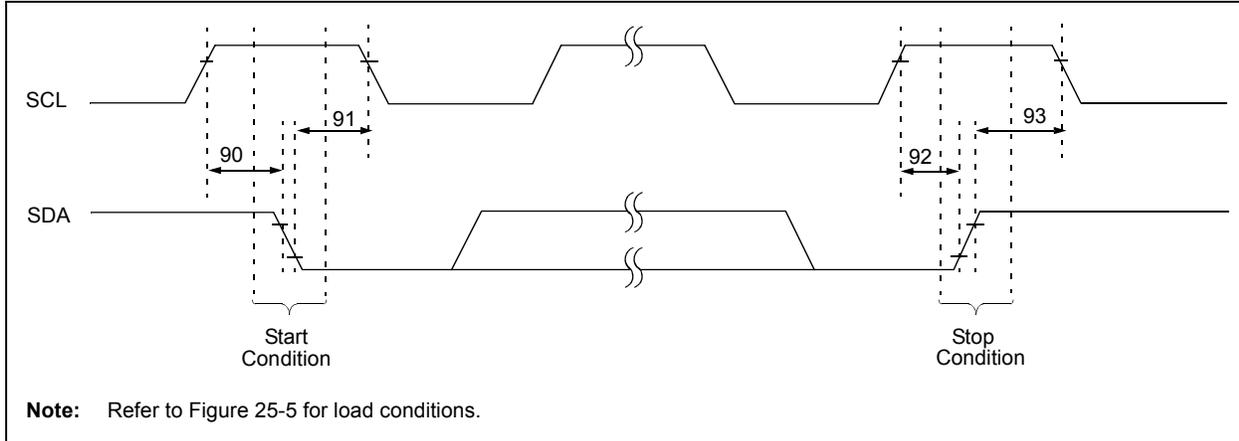 SCL
91
93
90
92
SDA
Start
Condition
Stop
Condition
Note: Refer to Figure 25-5 for load conditions.